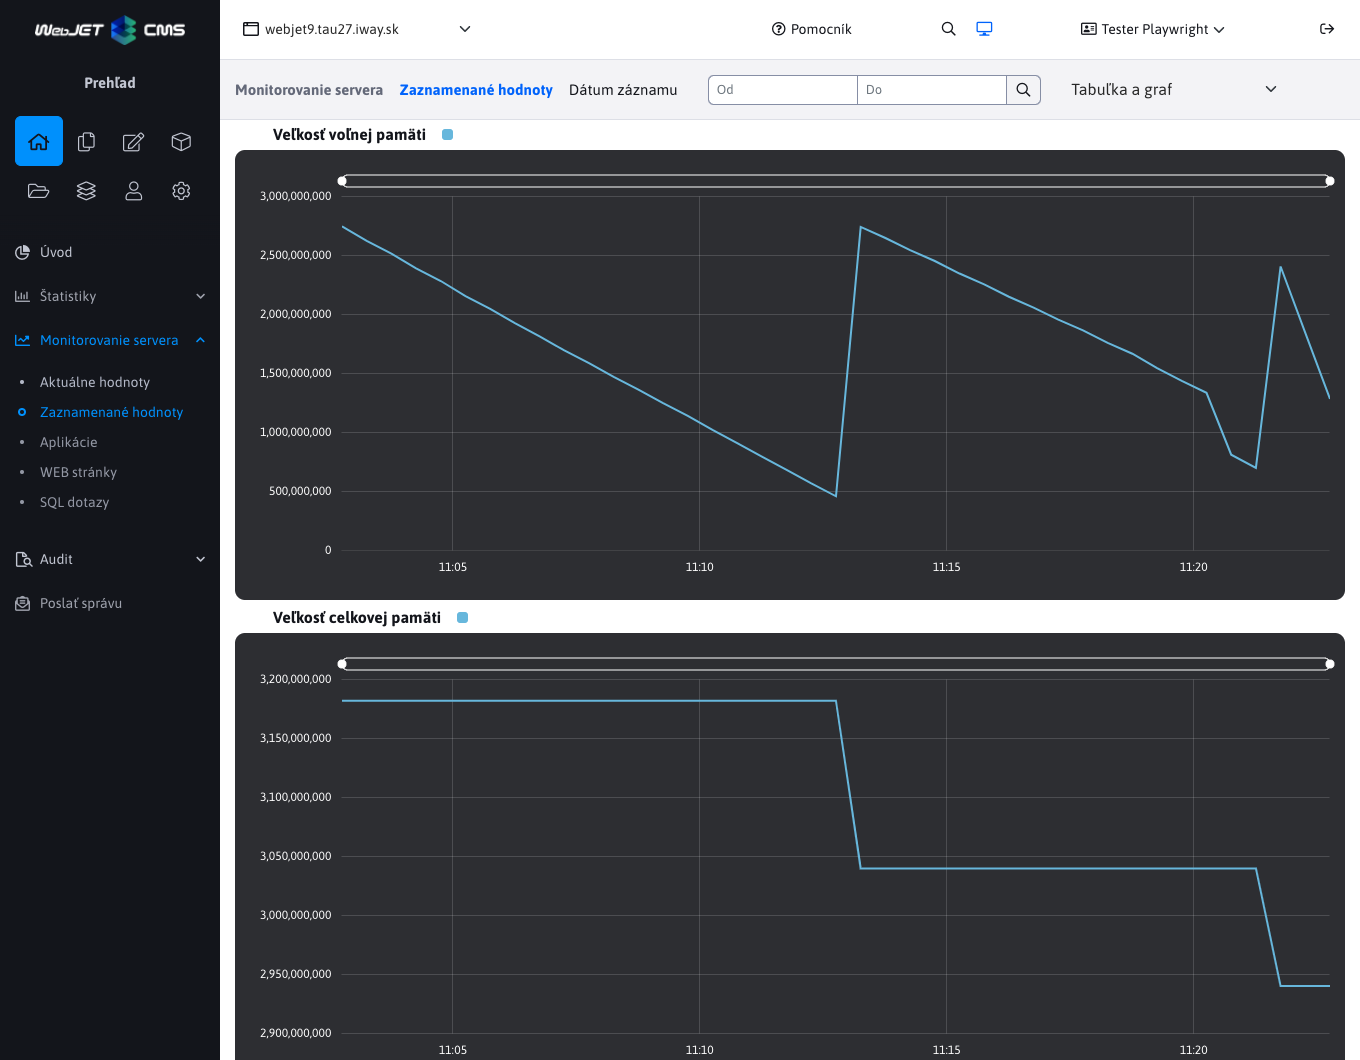 WebJET CMS
Prehľad
Úvod
Štatistiky
Monitorovanie servera
Aktuálne hodnoty
Zaznamenané hodnoty
Aplikácie
WEB stránky
SQL dotazy
Audit
Poslať správu
webjet9.tau27.iway.sk
Pomocník
Tester Playwright
Monitorovanie servera Zaznamenané hodnoty Dátum záznamu Od Do Tabuľka a graf
Veľkosť voľnej pamäti
3,000,000,000
2,500,000,000
2,000,000,000
1,500,000,000
1,000,000,000
500,000,000
0
11:05 11:10 11:15 11:20
Veľkosť celkovej pamäti
3,200,000,000
3,150,000,000
3,100,000,000
3,050,000,000
3,000,000,000
2,950,000,000
2,900,000,000
11:05 11:10 11:15 11:20